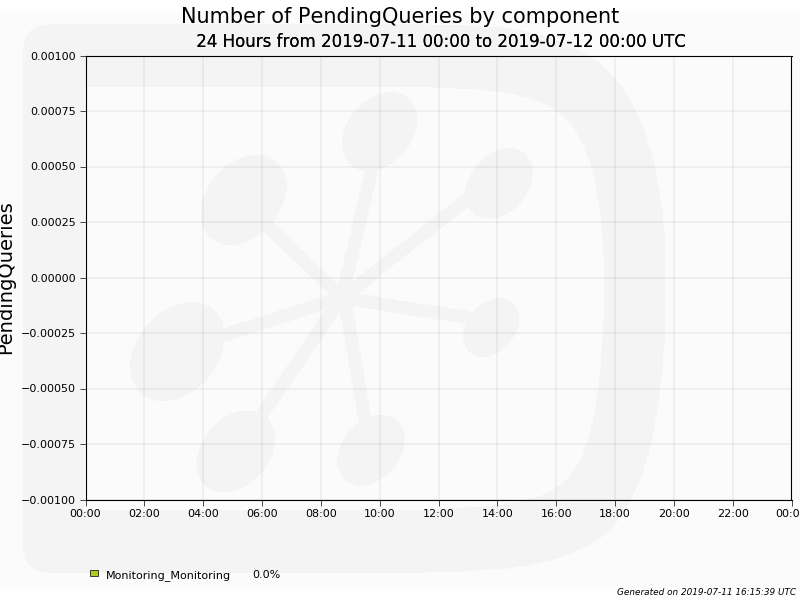 Number of PendingQueries by component
24 Hours from 2019-07-11 00:00 to 2019-07-12 00:00 UTC
PendingQueries
0.00100
0.00075
0.00050
0.00025
0.00000
−0.00025
−0.00050
−0.00075
−0.00100
00:00 02:00 04:00 06:00 08:00 10:00 12:00 14:00 16:00 18:00 20:00 22:00 00:0
Monitoring_Monitoring 0.0%
Generated on 2019-07-11 16:15:39 UTC